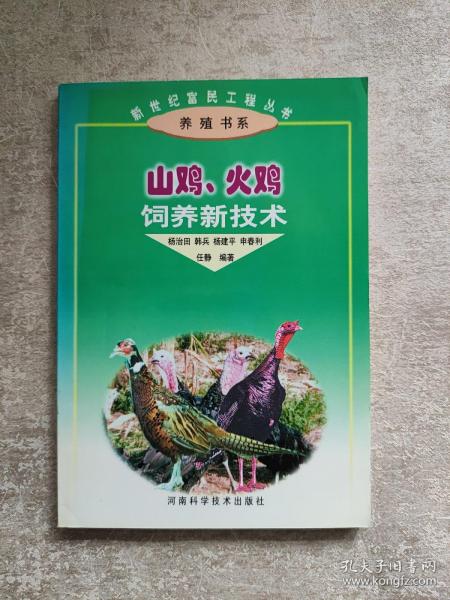 新世纪富民工程丛书
养殖书系
山鸡、火鸡
饲养新技术
杨治田 韩兵 杨建平 申春利
任静 编著
河南科学技术出版社
孔夫子旧书网
www.kongfz.com